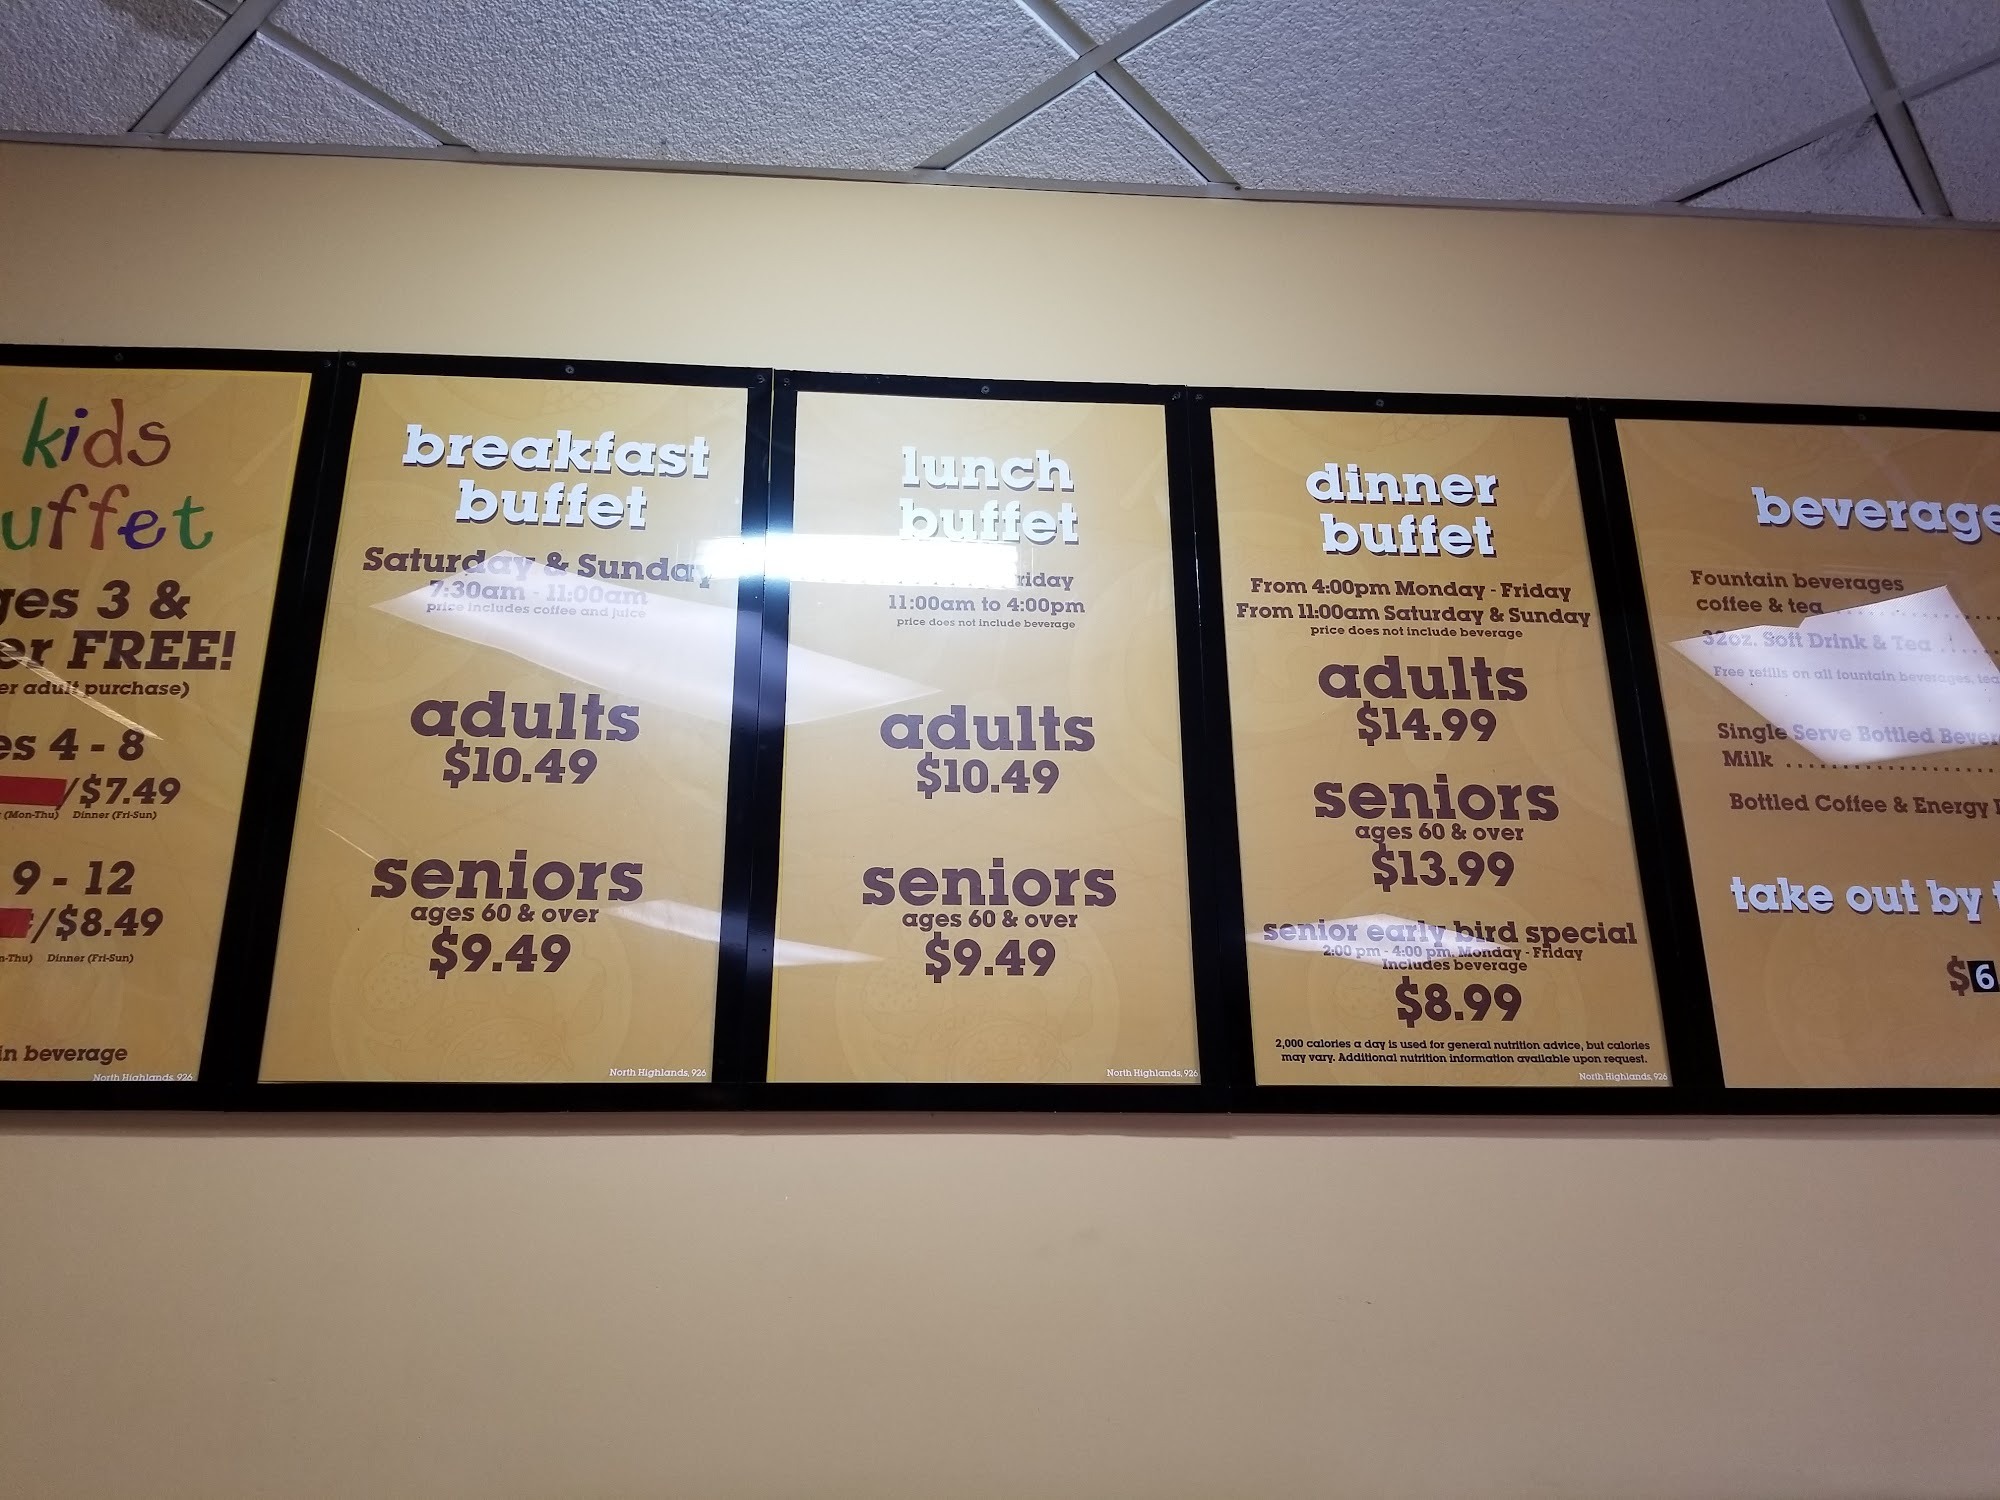 kids
uffet
ges 3 &
er FREE!
er adult purchase)
es 4 - 8
/$7.49
(Mon-Thu) Dinner (Fri-Sun)
9 - 12
/$8.49
n-Thu) Dinner (Fri-Sun)
in beverage
North Highlands, 926
breakfast
buffet
Saturday & Sunday
7:30am - 11:00am
price includes coffee and juice
adults
$10.49
seniors
ages 60 & over
$9.49
North Highlands, 926
lunch
buffet
riday
11:00am to 4:00pm
price does not include beverage
adults
$10.49
seniors
ages 60 & over
$9.49
North Highlands, 926
dinner
buffet
From 4:00pm Monday - Friday
From 11:00am Saturday & Sunday
price does not include beverage
adults
$14.99
seniors
ages 60 & over
$13.99
senior early bird special
2:00 pm - 4:00 pm. Monday - Friday
Includes beverage
$8.99
2,000 calories a day is used for general nutrition advice, but calories
may vary. Additional nutrition information available upon request.
North Highlands, 926
beverage
Fountain beverages
coffee & tea
32oz. Soft Drink & Tea
Free refills on all fountain beverages, tea
Single Serve Bottled Bever
Milk
Bottled Coffee & Energy
take out by
$6